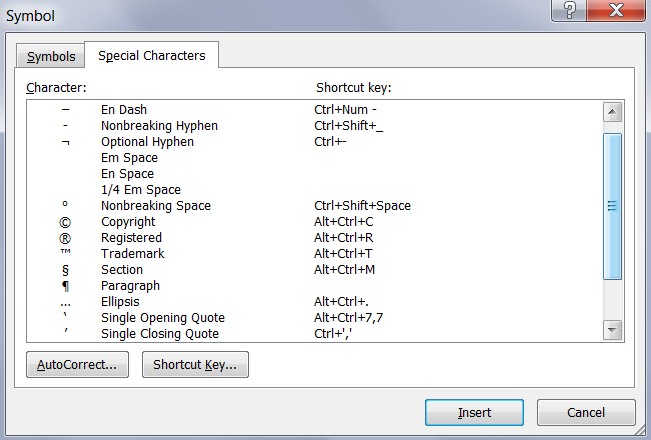 Symbol
Symbols Special Characters
Character: Shortcut key:
– En Dash Ctrl+Num -
- Nonbreaking Hyphen Ctrl+Shift+_
¬ Optional Hyphen Ctrl+-
Em Space
En Space
1/4 Em Space
° Nonbreaking Space Ctrl+Shift+Space
© Copyright Alt+Ctrl+C
® Registered Alt+Ctrl+R
™ Trademark Alt+Ctrl+T
§ Section Alt+Ctrl+M
¶ Paragraph
… Ellipsis Alt+Ctrl+.
‘ Single Opening Quote Alt+Ctrl+7,7
’ Single Closing Quote Ctrl+','
AutoCorrect... Shortcut Key...
Insert Cancel